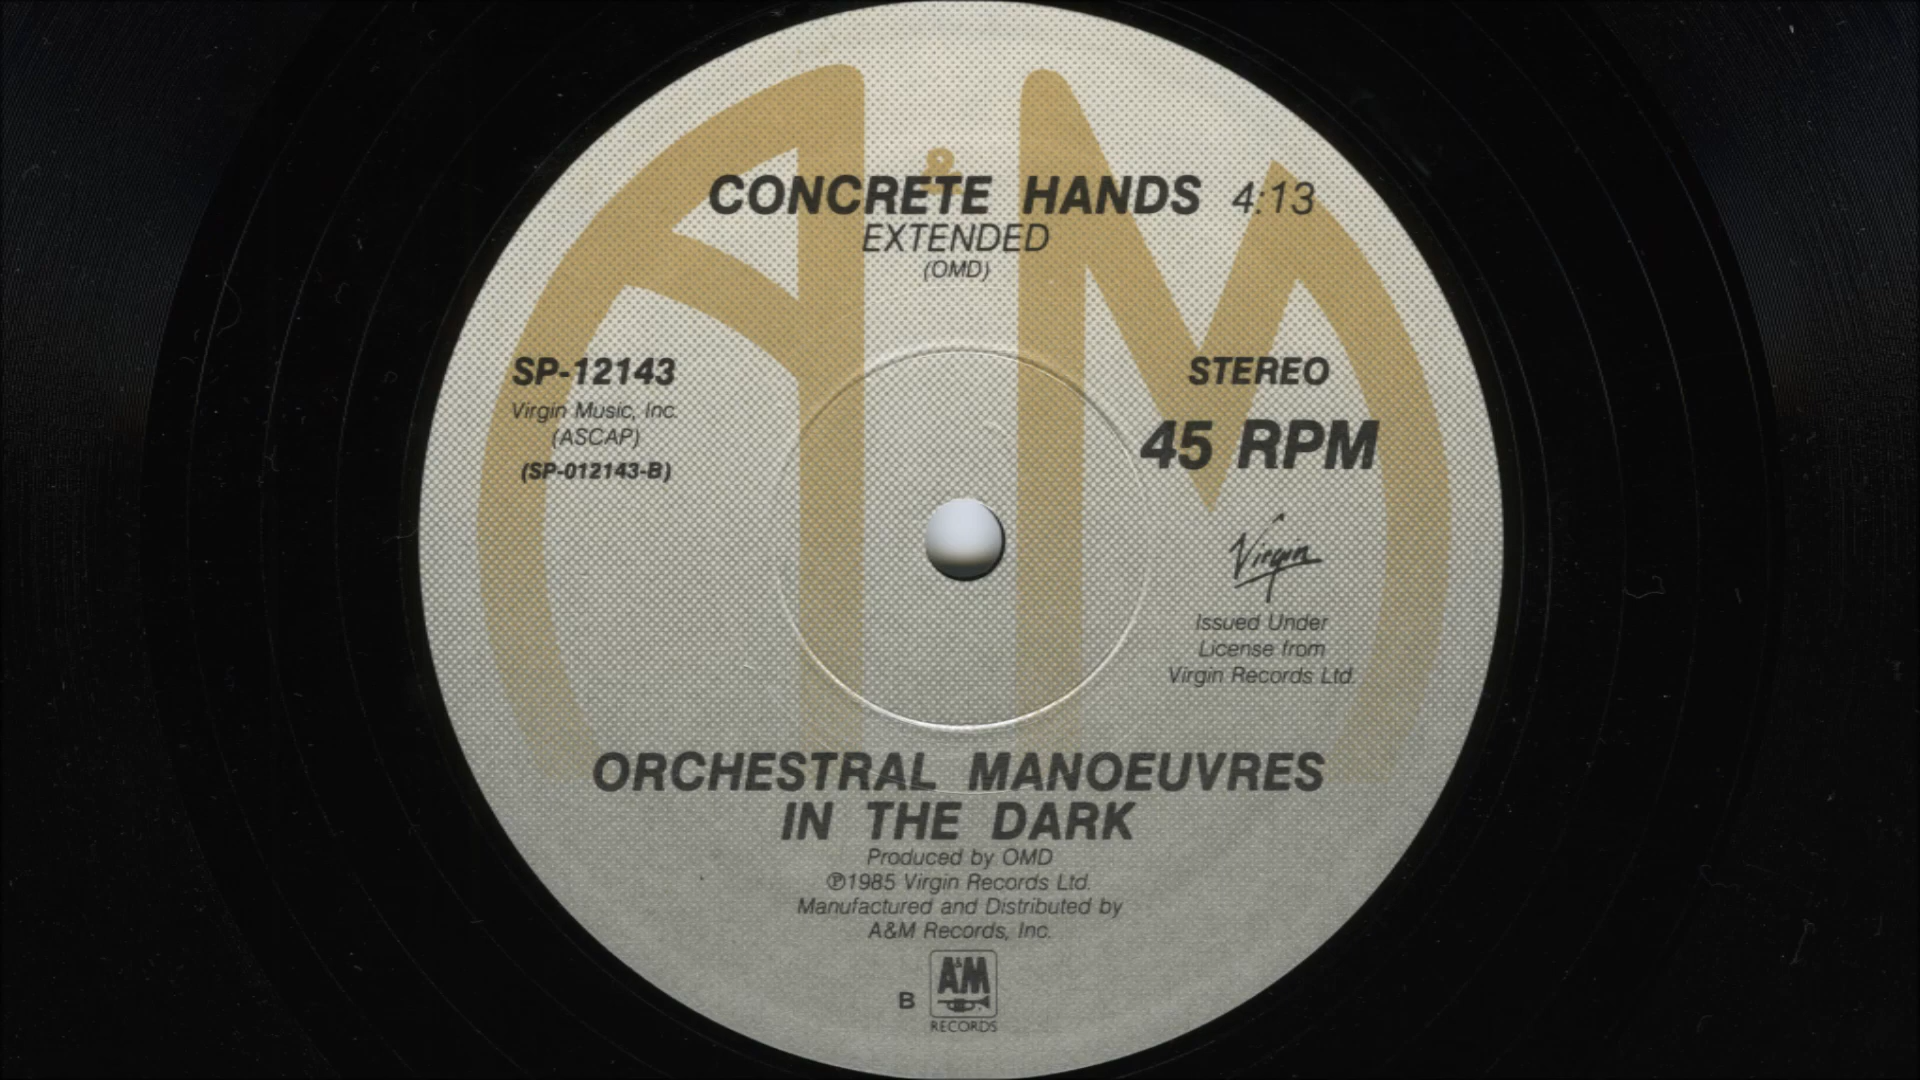 CONCRETE HANDS 4:13
EXTENDED
(OMD)
SP-12143
Virgin Music, Inc.
(ASCAP)
(SP-012143-B)
STEREO
45 RPM
Virgin
Issued Under
License from
Virgin Records Ltd.
ORCHESTRAL MANOEUVRES
IN THE DARK
Produced by OMD
℗1985 Virgin Records Ltd.
Manufactured and Distributed by
A&M Records, Inc.
B
A&M
RECORDS
A&M